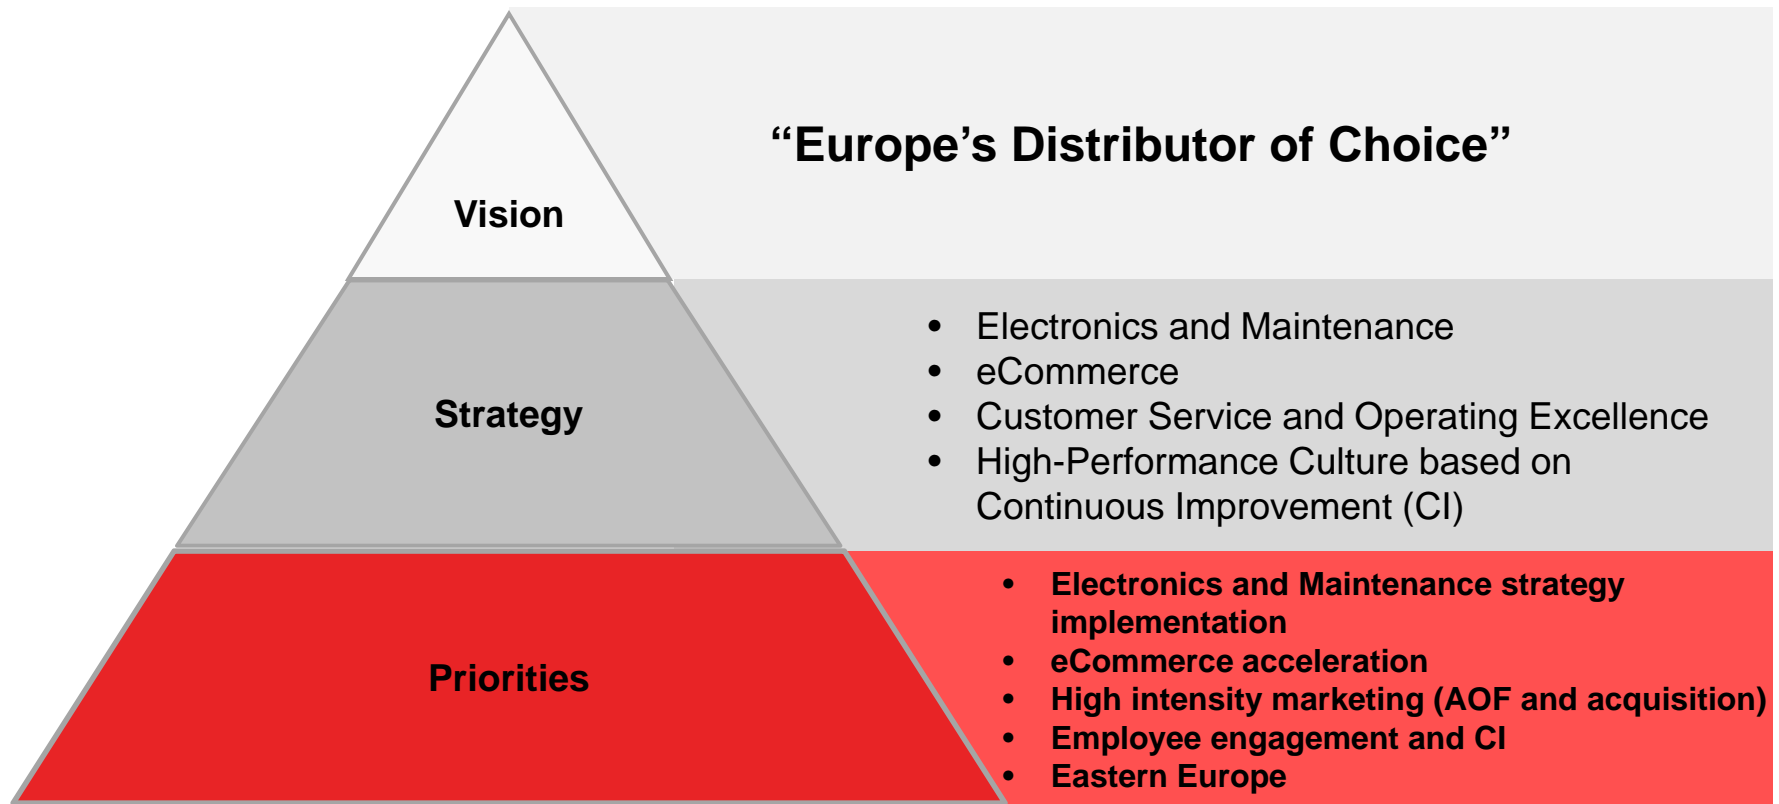 “Europe’s Distributor of Choice”
Vision
• Electronics and Maintenance
• eCommerce
• Customer Service and Operating Excellence
• High-Performance Culture based on
Continuous Improvement (CI)
Strategy
• Electronics and Maintenance strategy
implementation
• eCommerce acceleration
• High intensity marketing (AOF and acquisition)
• Employee engagement and CI
• Eastern Europe
Priorities